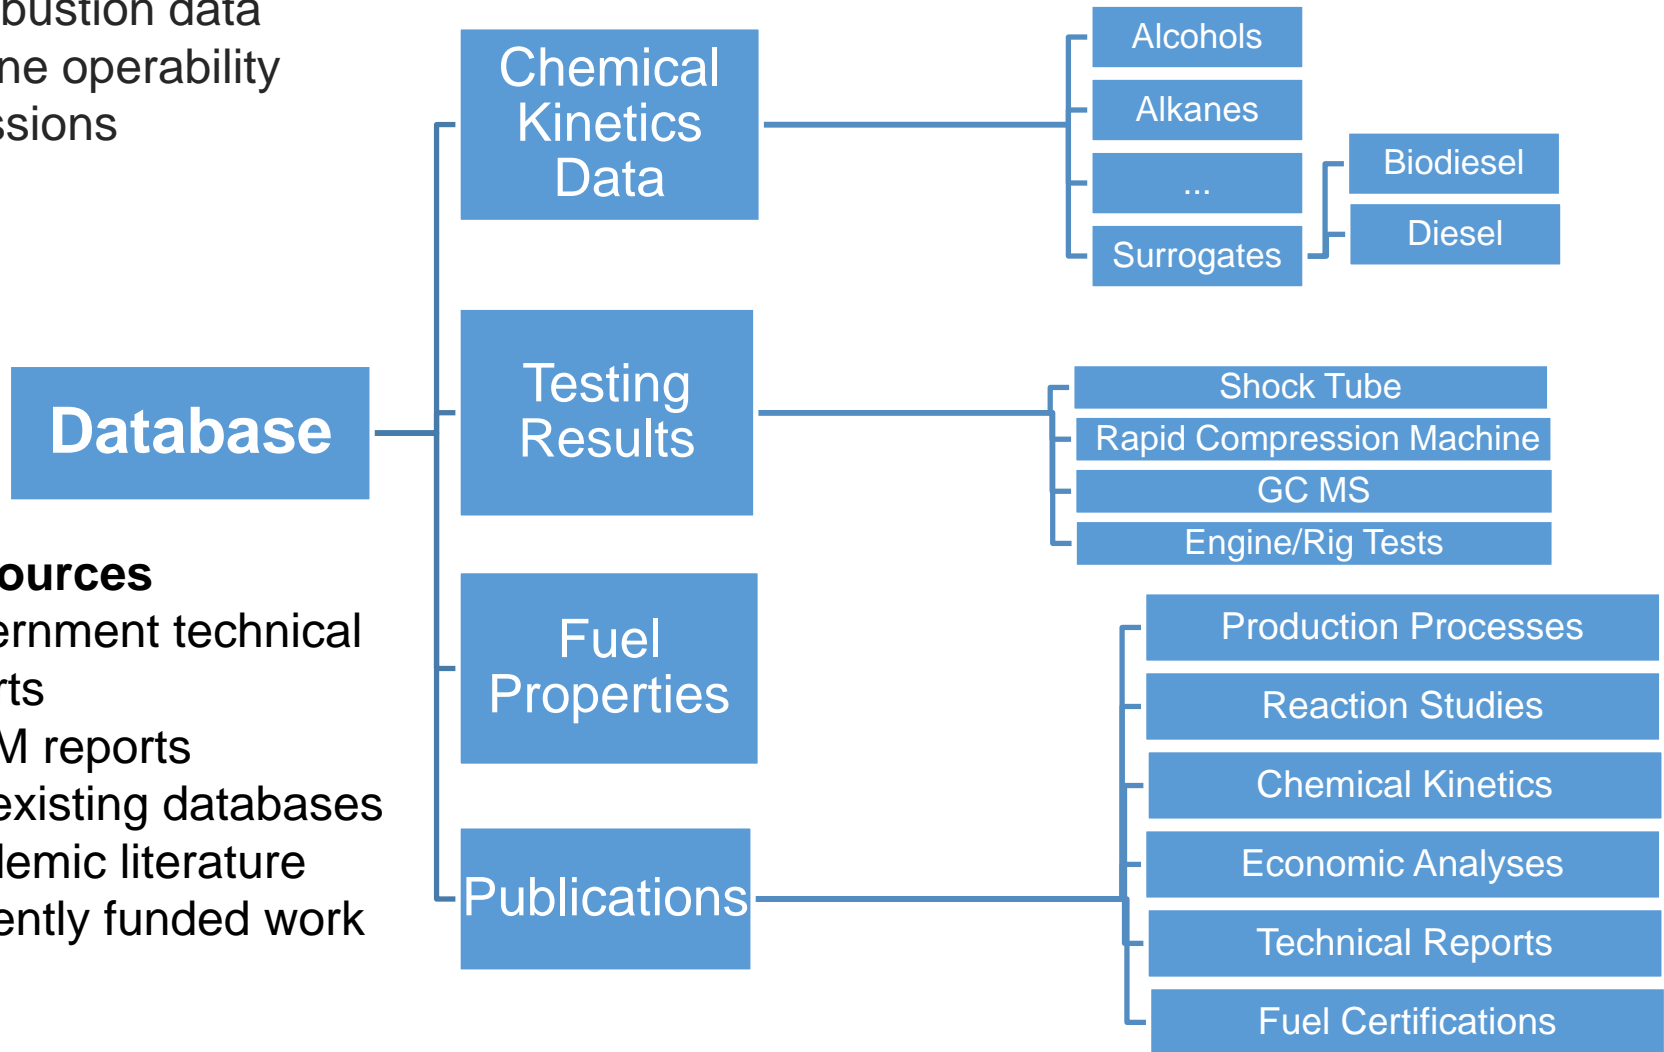 bustion data
ne operability
ssions
Database
ources
ernment technical
rts
M reports
existing databases
lemic literature
ently funded work
Chemical
Kinetics
Data
Testing
Results
Fuel
Properties
Publications
Alcohols
Alkanes
...
Surrogates
Biodiesel
Diesel
Shock Tube
Rapid Compression Machine
GC MS
Engine/Rig Tests
Production Processes
Reaction Studies
Chemical Kinetics
Economic Analyses
Technical Reports
Fuel Certifications